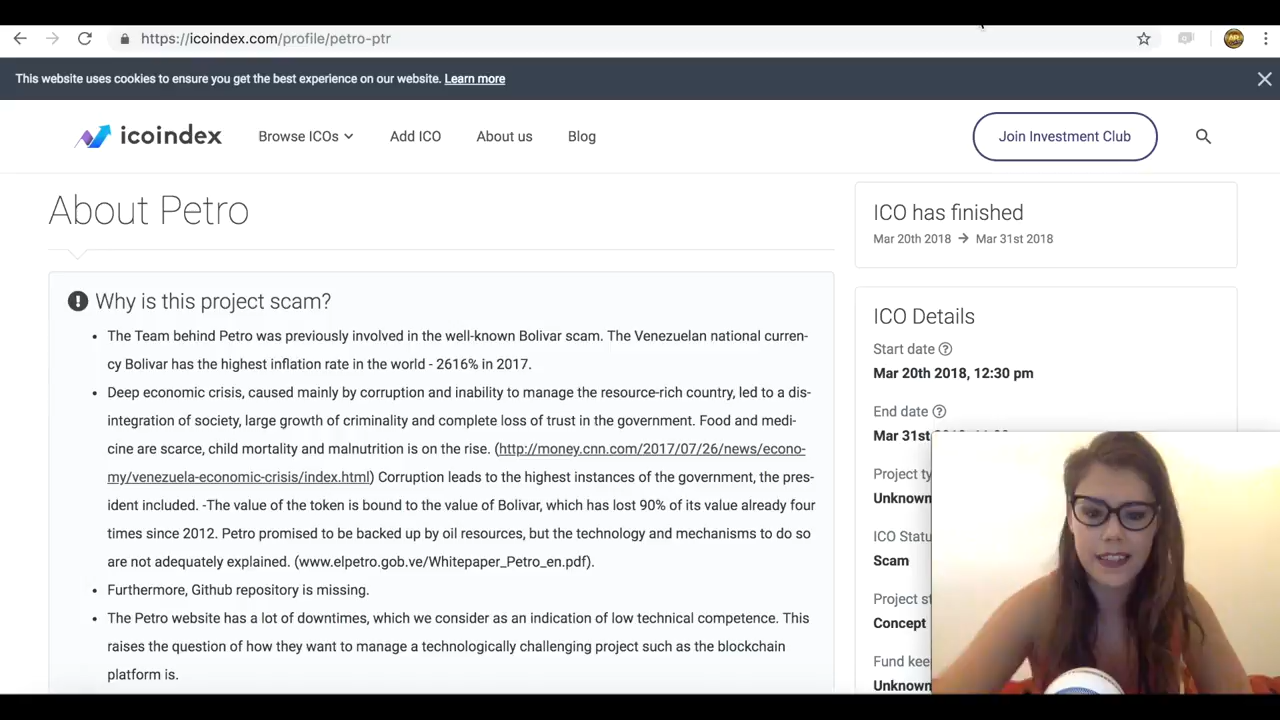 https://icoindex.com/profile/petro-ptr
This website uses cookies to ensure you get the best experience on our website. Learn more
icoindex
Browse ICOs
Add ICO
About us
Blog
Join Investment Club
About Petro
Why is this project scam?
The Team behind Petro was previously involved in the well-known Bolivar scam. The Venezuelan national curren-
cy Bolivar has the highest inflation rate in the world - 2616% in 2017.
Deep economic crisis, caused mainly by corruption and inability to manage the resource-rich country, led to a dis-
integration of society, large growth of criminality and complete loss of trust in the government. Food and medi-
cine are scarce, child mortality and malnutrition is on the rise. (http://money.cnn.com/2017/07/26/news/econo-
my/venezuela-economic-crisis/index.html) Corruption leads to the highest instances of the government, the pres-
ident included. -The value of the token is bound to the value of Bolivar, which has lost 90% of its value already four
times since 2012. Petro promised to be backed up by oil resources, but the technology and mechanisms to do so
are not adequately explained. (www.elpetro.gob.ve/Whitepaper_Petro_en.pdf).
Furthermore, Github repository is missing.
The Petro website has a lot of downtimes, which we consider as an indication of low technical competence. This
raises the question of how they want to manage a technologically challenging project such as the blockchain
platform is.
ICO has finished
Mar 20th 2018 → Mar 31st 2018
ICO Details
Start date
Mar 20th 2018, 12:30 pm
End date
Mar 31st
Project ty
Unknown
ICO Statu
Scam
Project st
Concept
Fund kee
Unknown